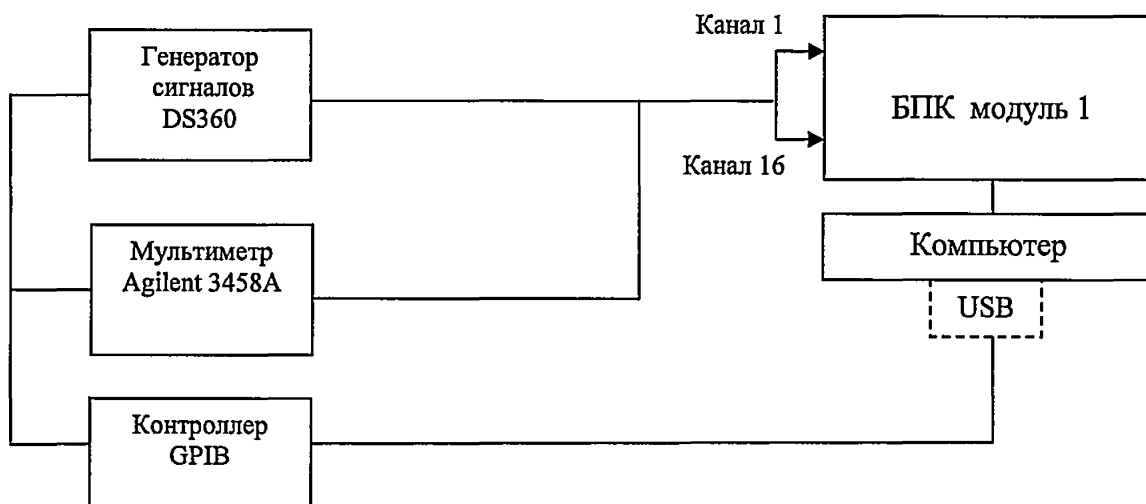 Канал 1
Генератор
сигналов
DS360
БПК модуль 1
Канал 16
Мультиметр
Agilent 3458A
Компьютер
USB
Контроллер
GPIB